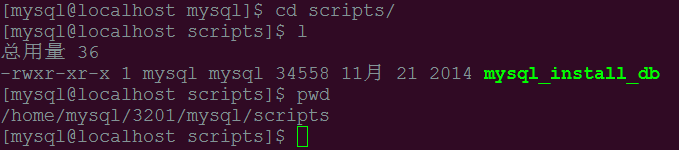 [mysql@localhost mysql]$ cd scripts/
[mysql@localhost scripts]$ l
总用量 36
-rwxr-xr-x 1 mysql mysql 34558 11月 21 2014 mysql_install_db
[mysql@localhost scripts]$ pwd
/home/mysql/3201/mysql/scripts
[mysql@localhost scripts]$